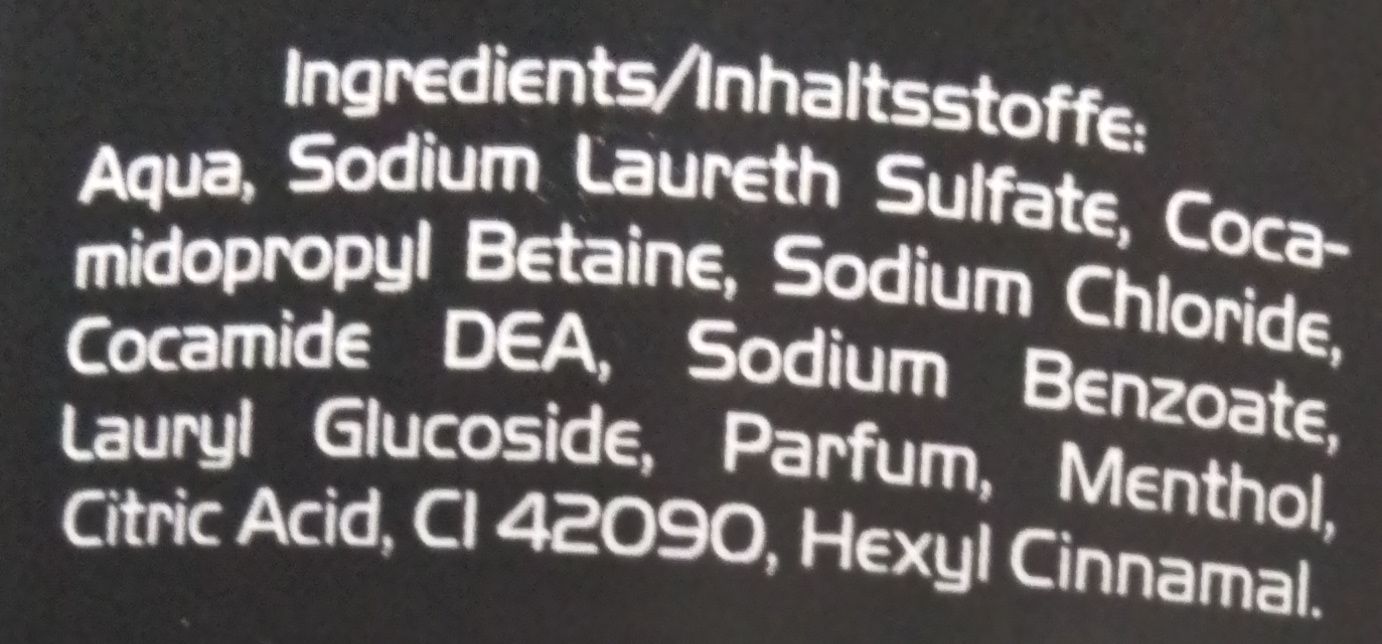 Ingredients/Inhaltsstoffe:
Aqua, Sodium Laureth Sulfate, Coca-
midopropyl Betaine, Sodium Chloride,
Cocamide DEA, Sodium Benzoate,
Lauryl Glucoside, Parfum, Menthol,
Citric Acid, CI 42090, Hexyl Cinnamal.